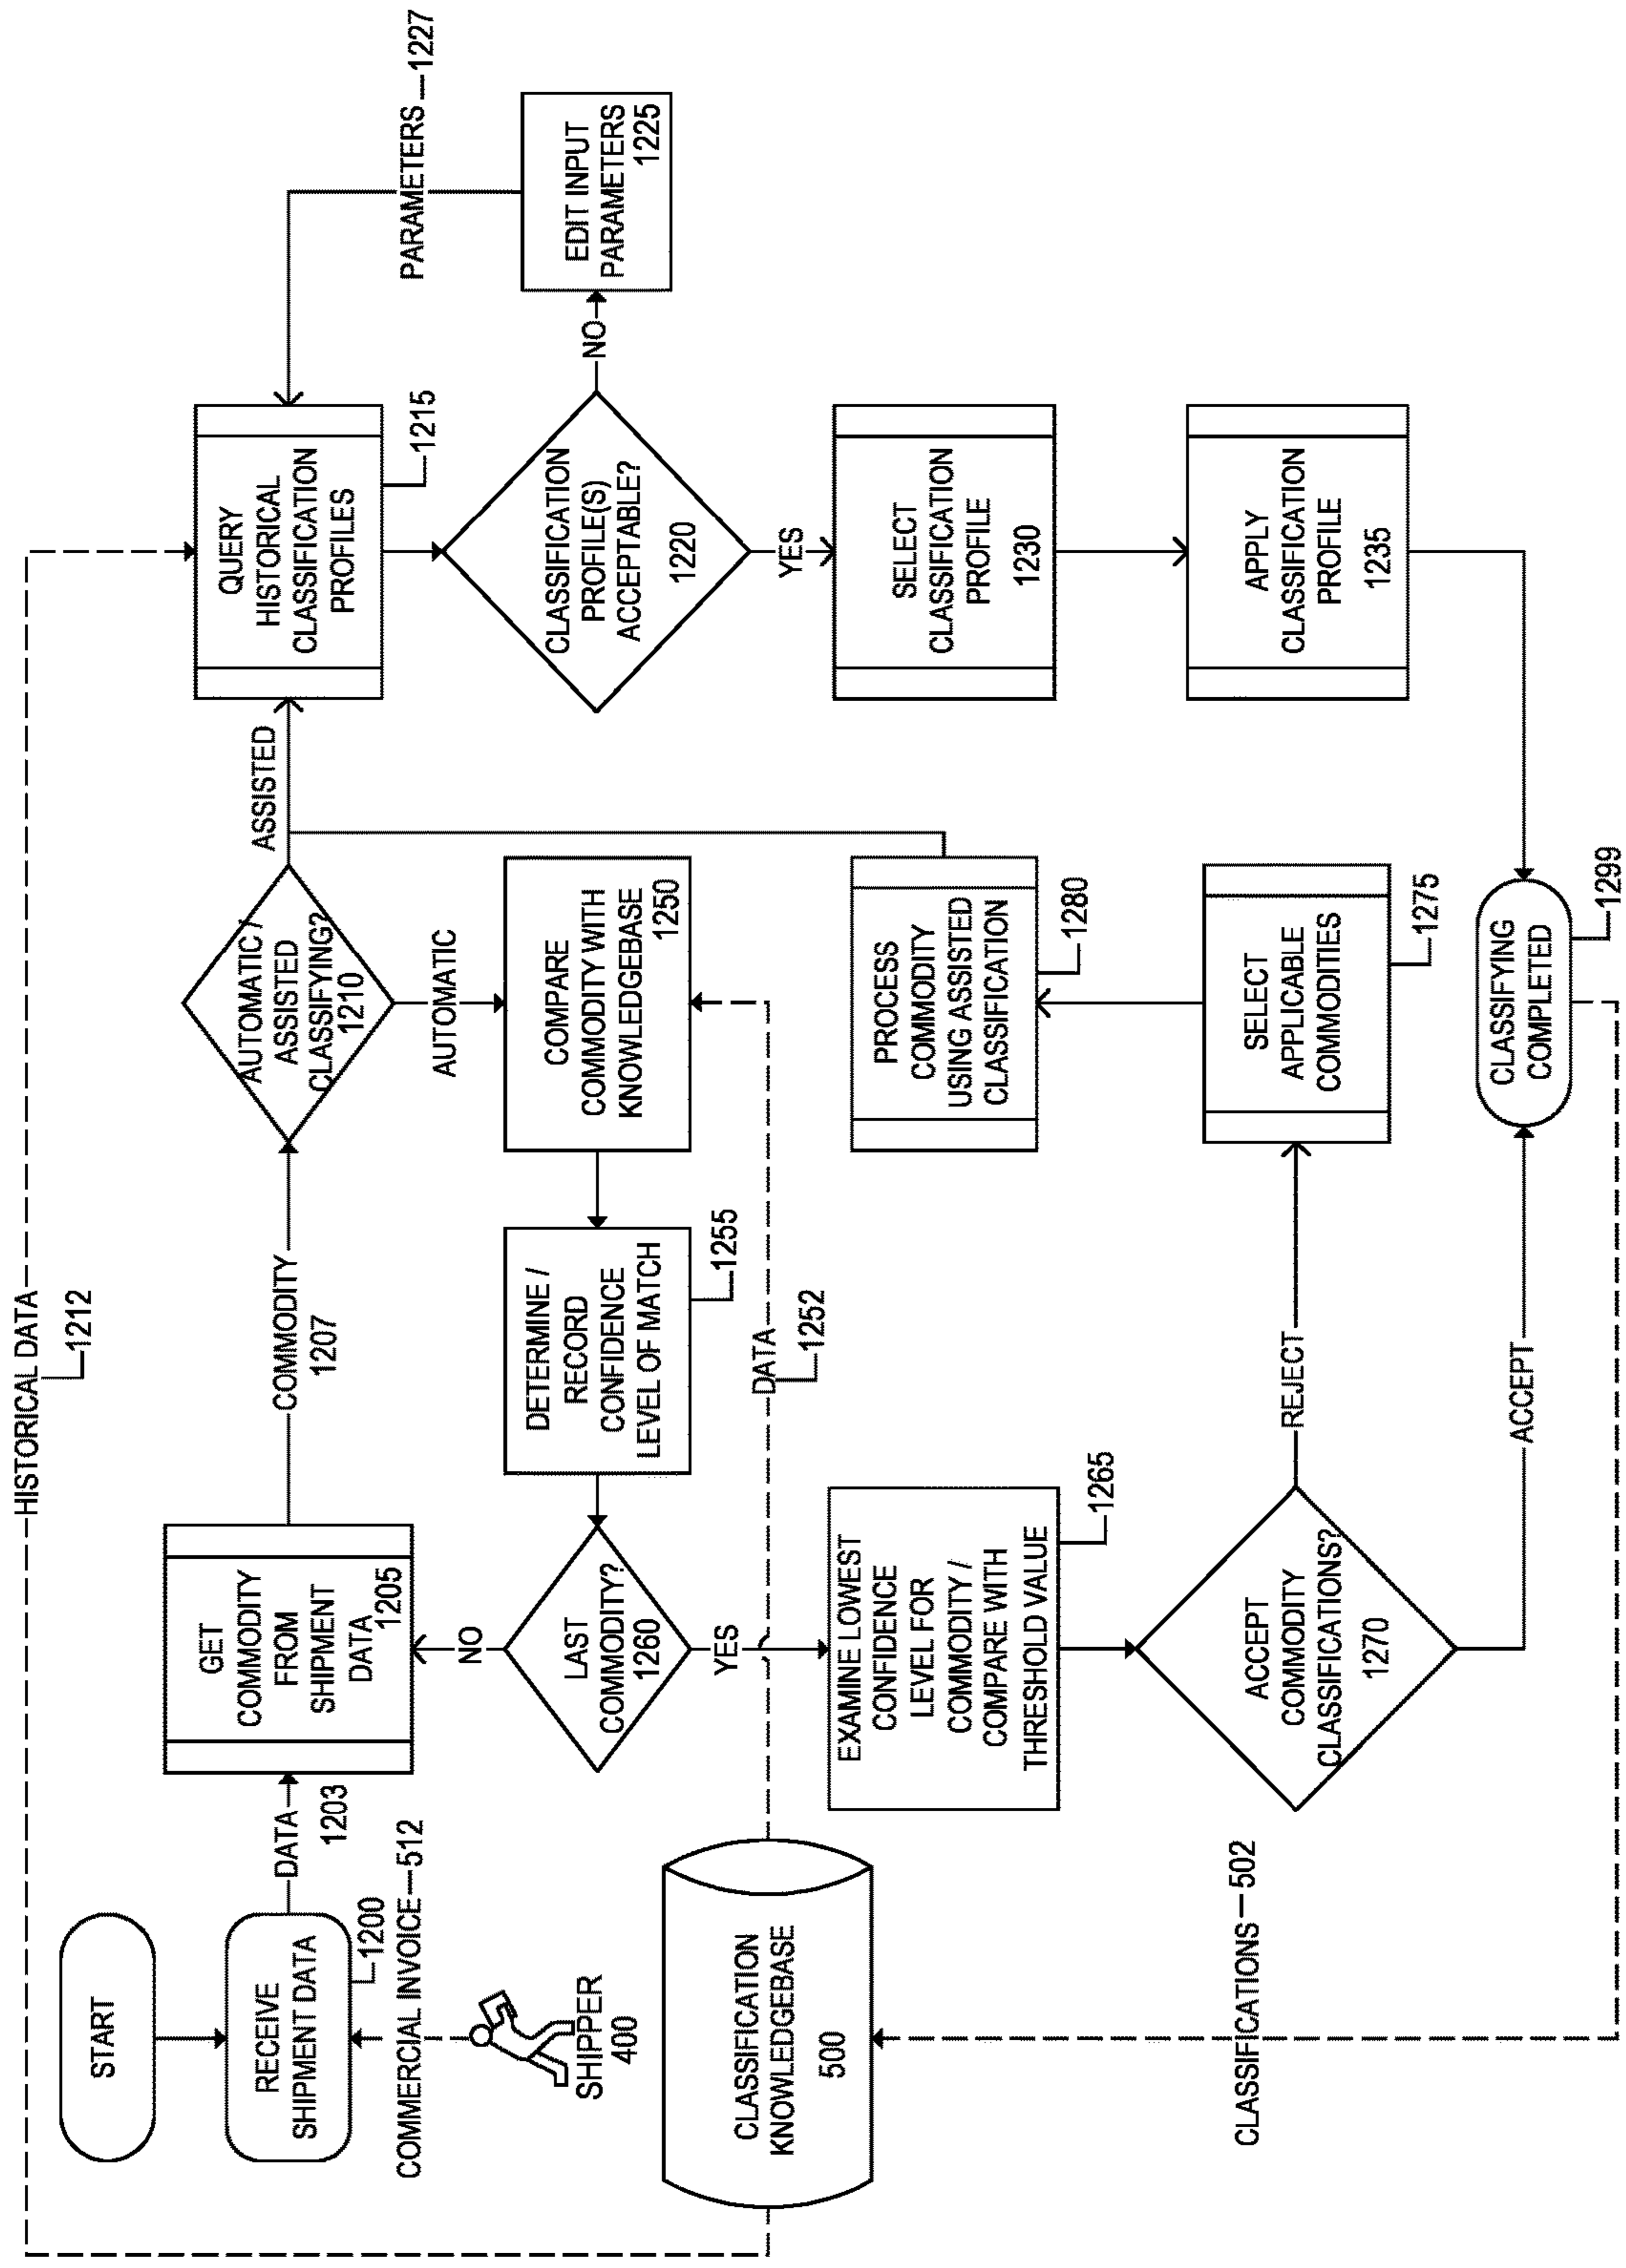 HISTORICAL DATA
1212
START
RECEIVE
SHIPMENT DATA
1200
DATA
1203
COMMERCIAL INVOICE
512
SHIPPER
400
GET
COMMODITY
FROM
SHIPMENT
DATA
1205
COMMODITY
1207
AUTOMATIC /
ASSISTED
CLASSIFYING?
1210
ASSISTED
AUTOMATIC
QUERY
HISTORICAL
CLASSIFICATION
PROFILES
1215
PARAMETERS
1227
EDIT INPUT
PARAMETERS
1225
NO
CLASSIFICATION
PROFILE(S)
ACCEPTABLE?
1220
YES
SELECT
CLASSIFICATION
PROFILE
1230
APPLY
CLASSIFICATION
PROFILE
1235
COMPARE
COMMODITY WITH
KNOWLEDGEBASE
1250
DETERMINE /
RECORD
CONFIDENCE
LEVEL OF MATCH
1255
LAST
COMMODITY?
1260
NO
YES
DATA
1252
CLASSIFICATION
KNOWLEDGEBASE
500
EXAMINE LOWEST
CONFIDENCE
LEVEL FOR
COMMODITY /
COMPARE WITH
THRESHOLD VALUE
1265
ACCEPT
COMMODITY
CLASSIFICATIONS?
1270
REJECT
ACCEPT
SELECT
APPLICABLE
COMMODITIES
1275
PROCESS
COMMODITY
USING ASSISTED
CLASSIFICATION
1280
CLASSIFYING
COMPLETED
1299
CLASSIFICATIONS
502